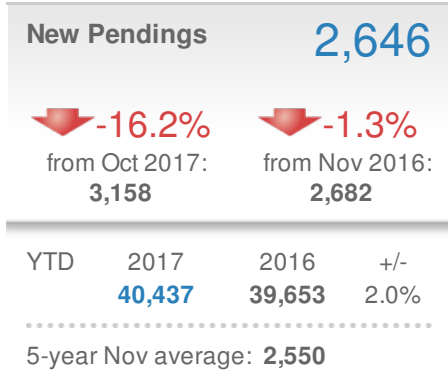 New Pendings 2,646
-16.2% -1.3%
from Oct 2017: from Nov 2016:
3,158 2,682
YTD 2017 2016 +/-
40,437 39,653 2.0%
5-year Nov average: 2,550